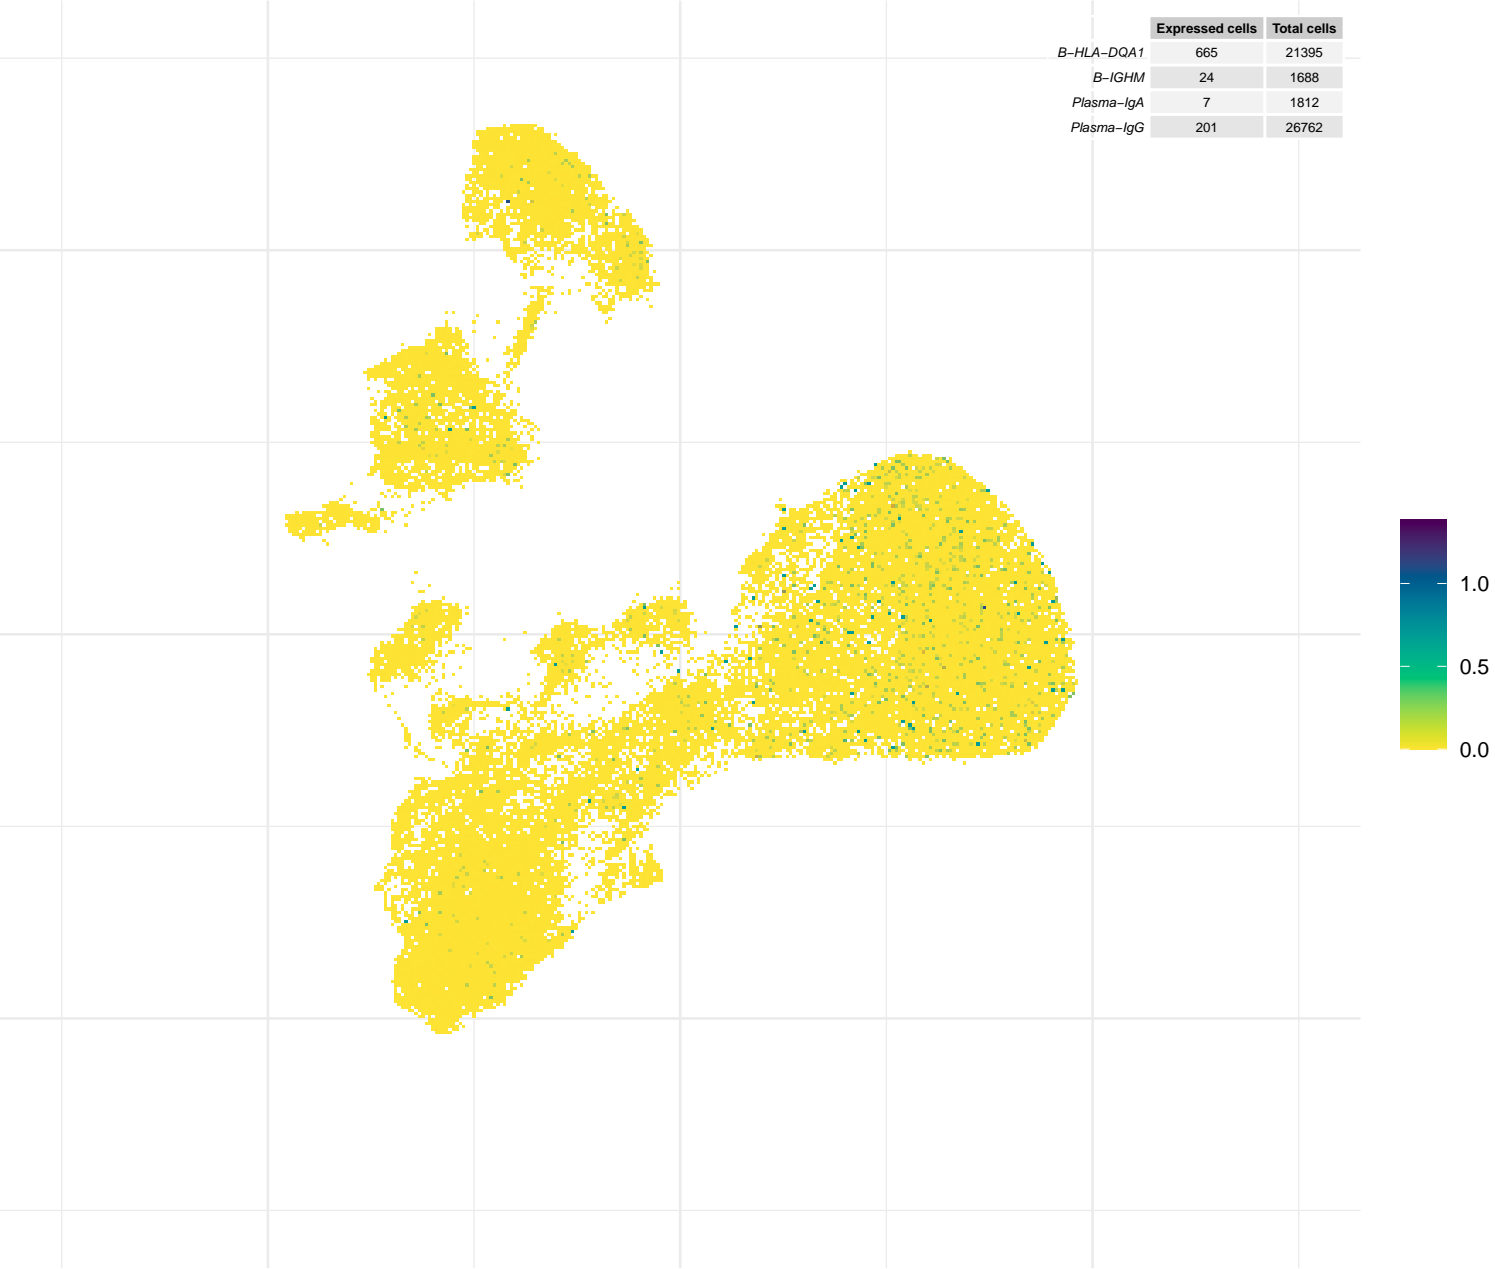 Expressed cells Total cells
B−HLA−DQA1 665 21395
B−IGHM 24 1688
Plasma−IgA 7 1812
Plasma−IgG 201 26762
1.0
0.5
0.0